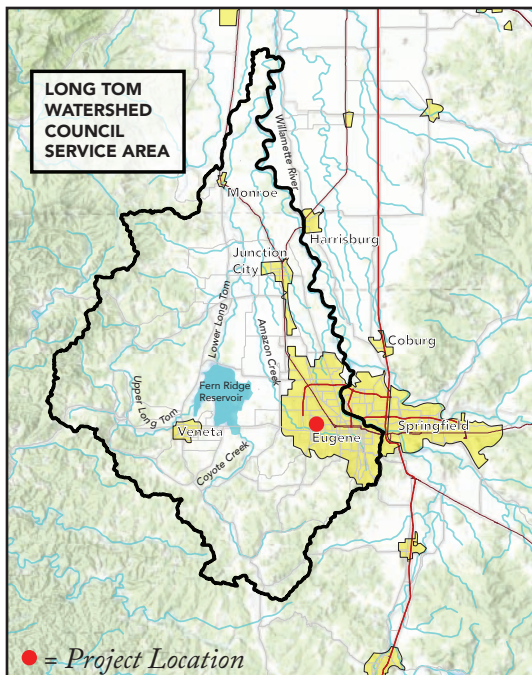 LONG TOM
WATERSHED
COUNCIL
SERVICE AREA
Willamette River
Monroe
Harrisburg
Junction
City
Lower Long Tom
Amazon Creek
Coburg
Fern Ridge
Reservoir
Upper Long Tom
Veneta
Coyote Creek
Eugene
Springfield
= Project Location